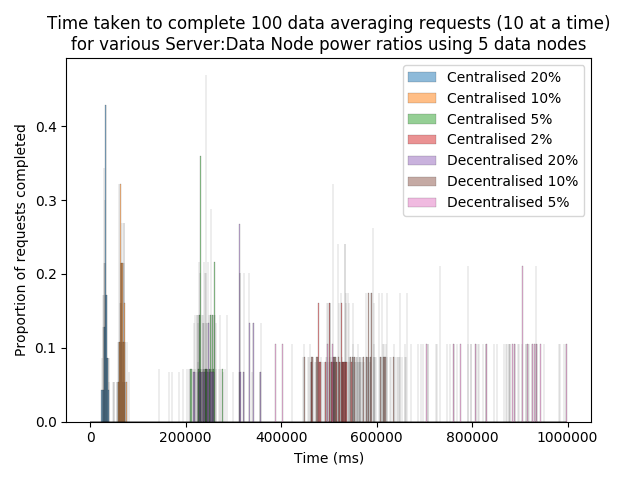 Time taken to complete 100 data averaging requests (10 at a time)
for various Server:Data Node power ratios using 5 data nodes
Proportion of requests completed
0.4
0.3
0.2
0.1
0.0
Centralised 20%
Centralised 10%
Centralised 5%
Centralised 2%
Decentralised 20%
Decentralised 10%
Decentralised 5%
0
200000
400000
600000
800000
1000000
Time (ms)